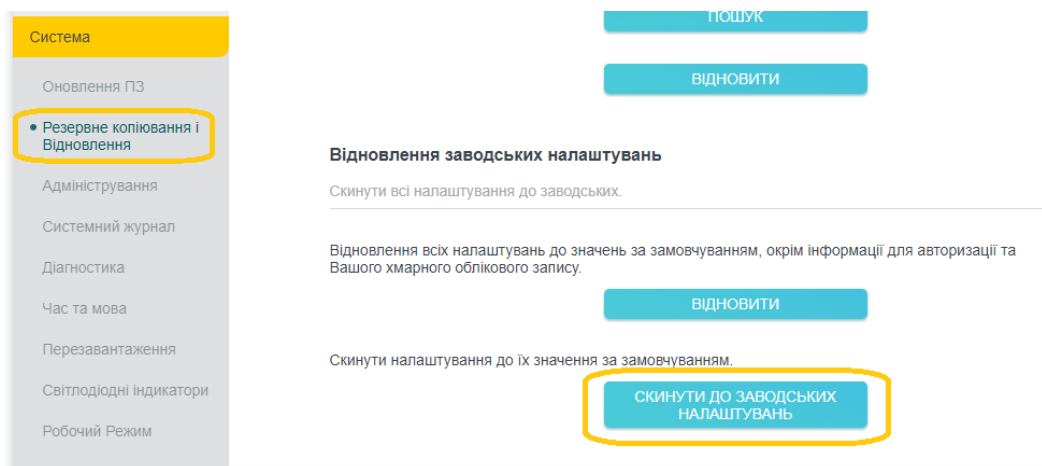 Система
Оновлення ПЗ
Резервне копіювання і
Відновлення
Адміністрування
Системний журнал
Діагностика
Час та мова
Перезавантаження
Світлодіодні індикатори
Робочий Режим
ПОШУК
ВІДНОВИТИ
Відновлення заводських налаштувань
Скинути всі налаштування до заводських.
Відновлення всіх налаштувань до значень за замовчуванням, окрім інформації для авторизації та
Вашого хмарного облікового запису.
ВІДНОВИТИ
Скинути налаштування до їх значення за замовчуванням.
СКИНУТИ ДО ЗАВОДСЬКИХ
НАЛАШТУВАНЬ